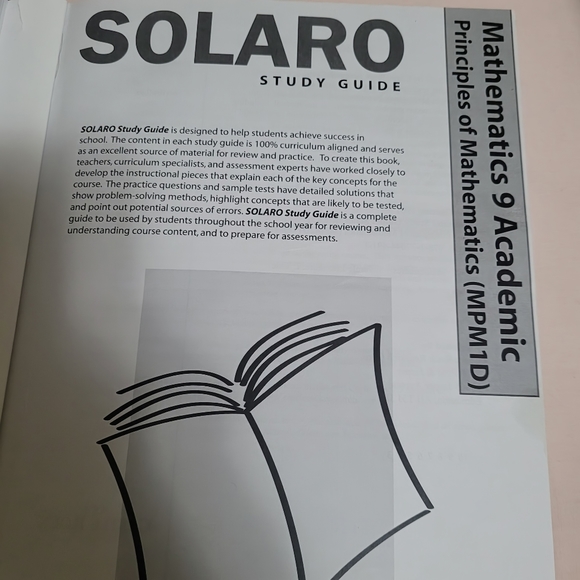 SOLARO
STUDY GUIDE
SOLARO Study Guide is designed to help students achieve success in
school. The content in each study guide is 100% curriculum aligned and serves
as an excellent source of material for review and practice. To create this book,
teachers, curriculum specialists, and assessment experts have worked closely to
develop the instructional pieces that explain each of the key concepts for the
course. The practice questions and sample tests have detailed solutions that
show problem-solving methods, highlight concepts that are likely to be tested,
and point out potential sources of errors. SOLARO Study Guide is a complete
guide to be used by students throughout the school year for reviewing and
understanding course content, and to prepare for assessments.
Mathematics 9 Academic
Principles of Mathematics (MPM1D)